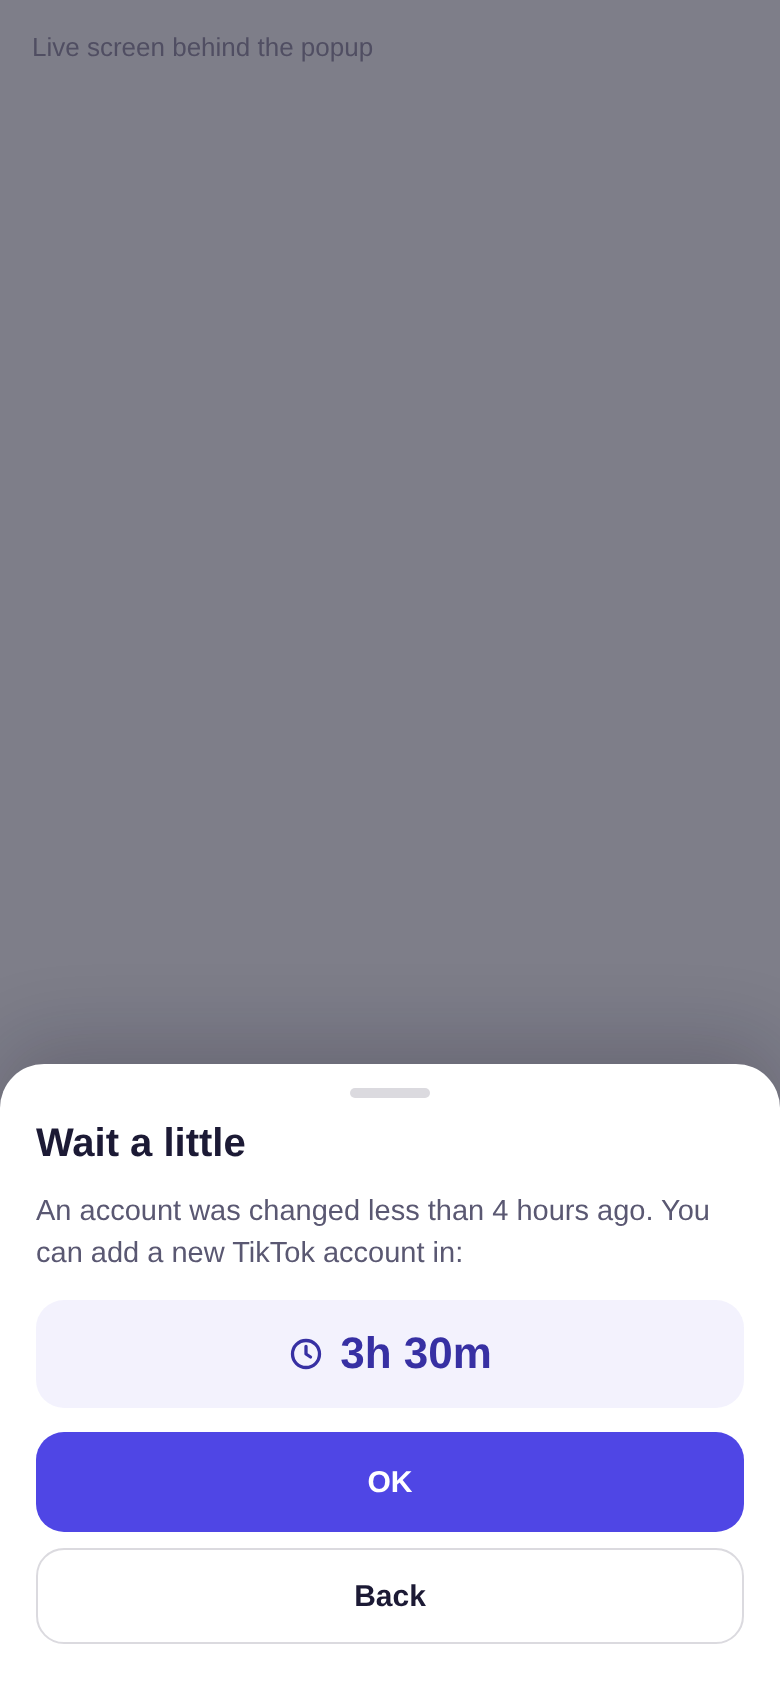 Live screen behind the popup
Wait a little
An account was changed less than 4 hours ago. You
can add a new TikTok account in:
3h 30m
OK
Back